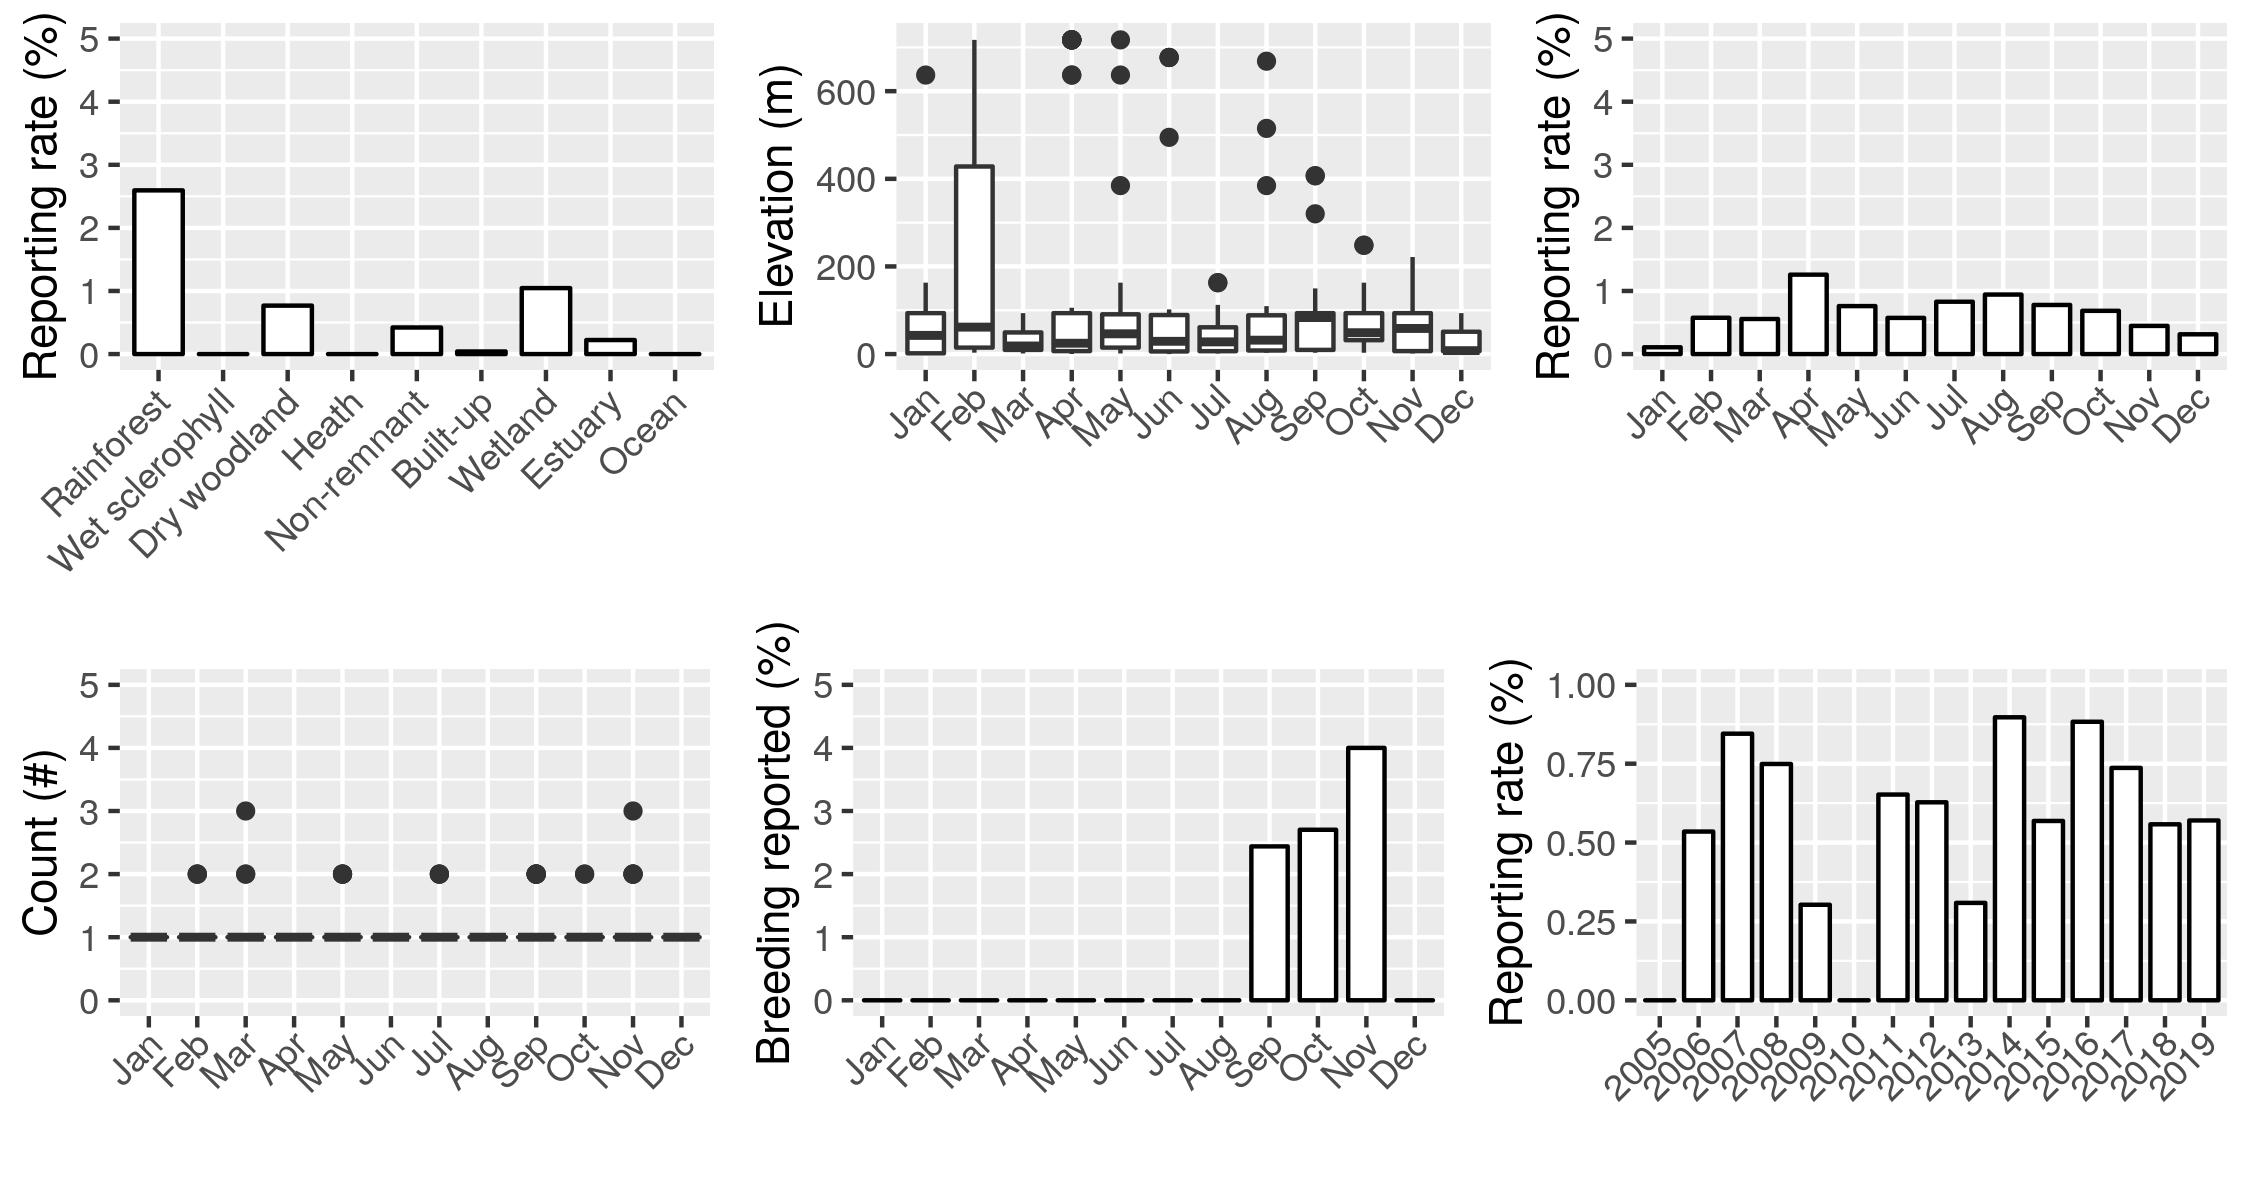 Reporting rate (%)
5
4
3
2
1
0
Rainforest
Wet sclerophyll
Dry woodland
Heath
Non-remnant
Built-up
Wetland
Estuary
Ocean
Elevation (m)
600
400
200
0
Jan
Feb
Mar
Apr
May
Jun
Jul
Aug
Sep
Oct
Nov
Dec
Reporting rate (%)
5
4
3
2
1
0
Jan
Feb
Mar
Apr
May
Jun
Jul
Aug
Sep
Oct
Nov
Dec
Count (#)
5
4
3
2
1
0
Jan
Feb
Mar
Apr
May
Jun
Jul
Aug
Sep
Oct
Nov
Dec
Breeding reported (%)
5
4
3
2
1
0
Jan
Feb
Mar
Apr
May
Jun
Jul
Aug
Sep
Oct
Nov
Dec
Reporting rate (%)
1.00
0.75
0.50
0.25
0.00
2005
2006
2007
2008
2009
2010
2011
2012
2013
2014
2015
2016
2017
2018
2019